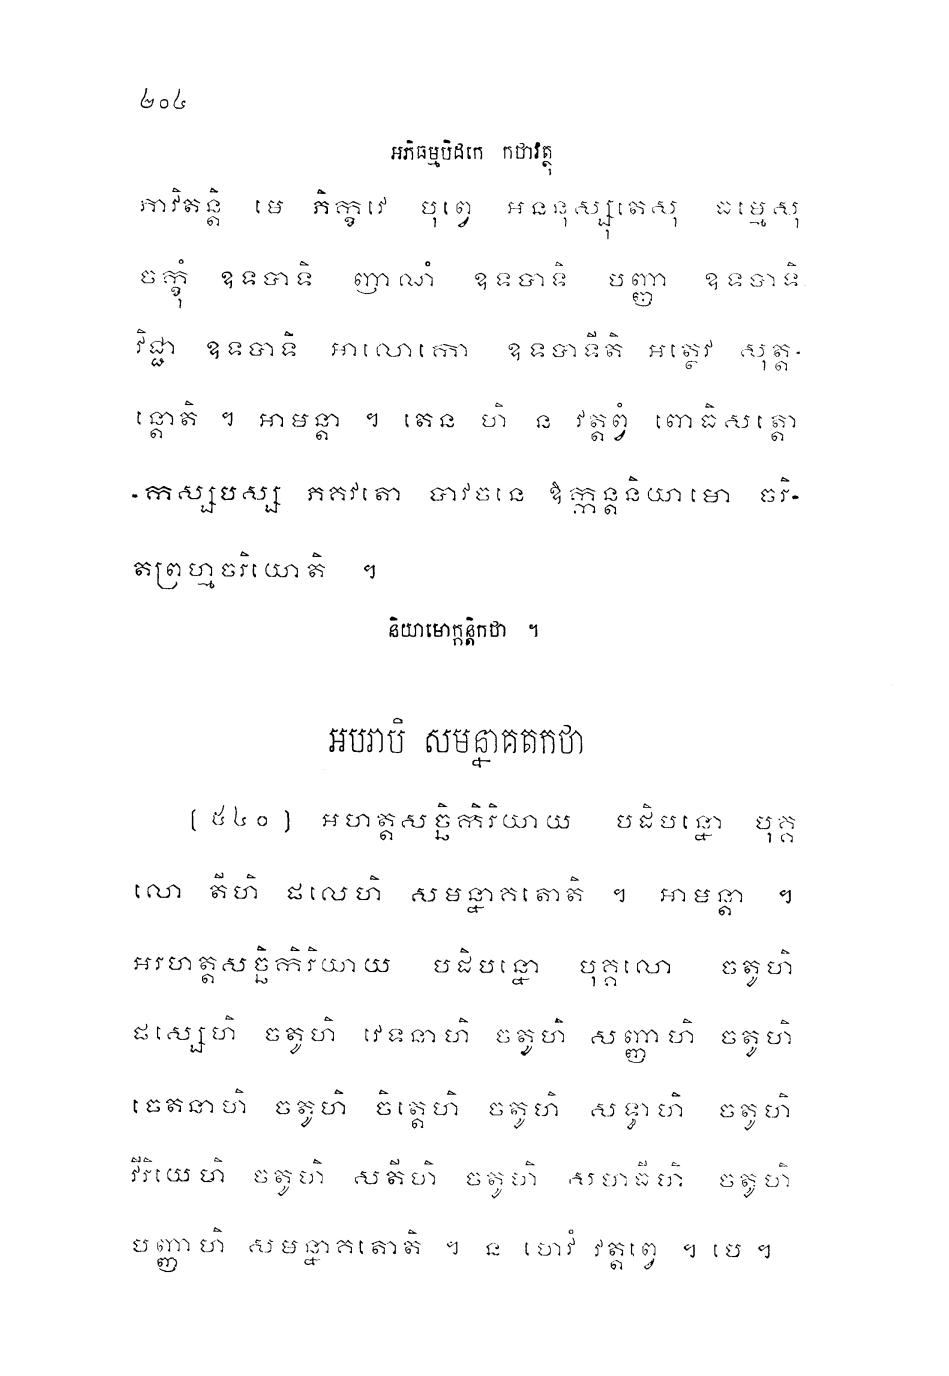 ២០៤
អភិធម្មបិដកេ កថាវត្ថុ
ភាវិតន្តិ មេ ភិក្ខវេ បុព្វេ អននុស្សុតេសុ ធម្មេសុ
ចក្ខុំ ឧទបាទិ ញាណំ ឧទបាទិ បញ្ញា ឧទបាទិ
វិជ្ជា ឧទបាទិ អាលោកោ ឧទបាទីតិ អត្ថេវ សុត្ត-
ន្តោតិ ។ អាមន្តា ។ តេន ហិ ន វត្តព្វំ ពោធិសត្តោ
កស្សបស្ស ភគវតោ បាវចនេ ឱក្កន្តនិយាមោ ចរិ-
តព្រហ្មចរិយោតិ ។
និយាមោក្កន្តិកថា ។
អបរាបិ សមន្នាគតកថា
[ ៥៤០ ] អហត្តសច្ឆិកិរិយាយ បដិបន្នោ បុគ្គ
លោ តីហិ ផលេហិ សមន្នាគតោតិ ។ អាមន្តា ។
អរហត្តសច្ឆិកិរិយាយ បដិបន្នោ បុគ្គលោ ចតូហិ
ផស្សេហិ ចតូហិ វេទនាហិ ចតូហិ សញ្ញាហិ ចតូហិ
ចេតនាហិ ចតូហិ ចិត្តេហិ ចតូហិ សទ្ធាហិ ចតូហិ
វីរិយេហិ ចតូហិ សតីហិ ចតូហិ សមាធីហិ ចតូហិ
បញ្ញាហិ សមន្នាគតោតិ ។ ន ហេវំ វត្តព្វេ ។ បេ ។